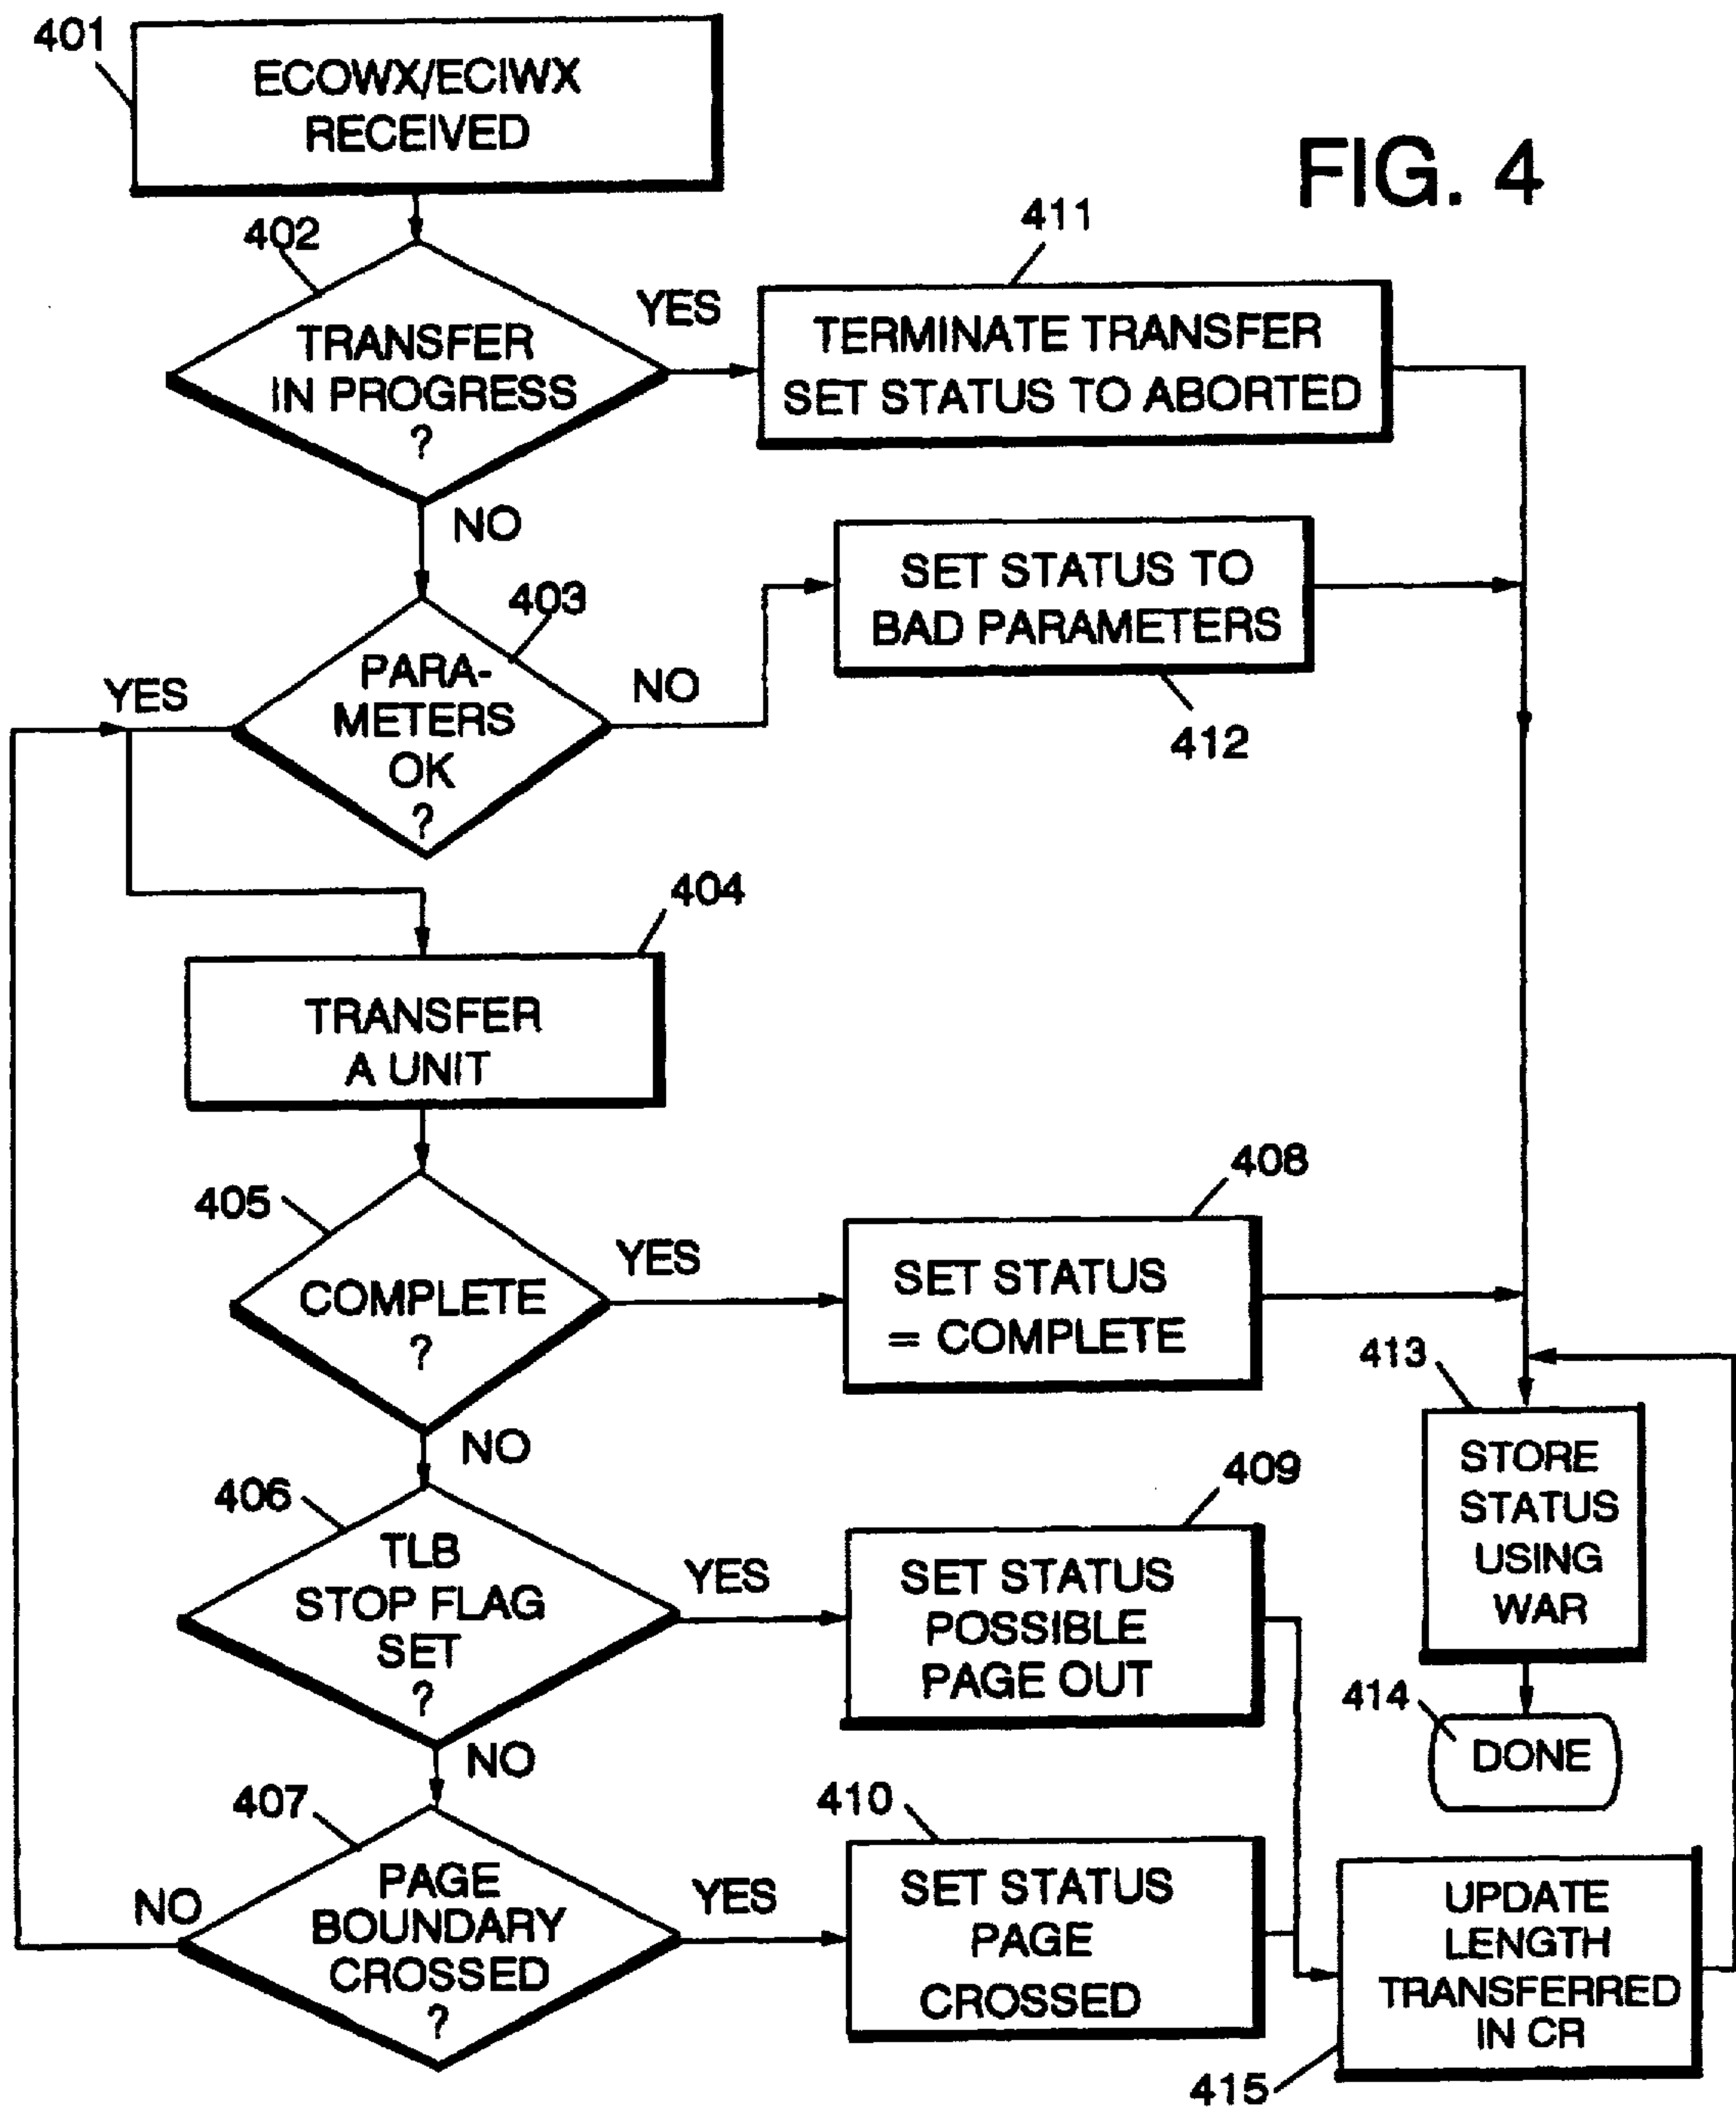 401
ECOWX/ECIWX
RECEIVED
FIG. 4
402
TRANSFER
IN PROGRESS
?
YES
411
TERMINATE TRANSFER
SET STATUS TO ABORTED
NO
403
PARA-
METERS
OK
?
YES
NO
SET STATUS TO
BAD PARAMETERS
412
404
TRANSFER
A UNIT
405
COMPLETE
?
YES
408
SET STATUS
= COMPLETE
NO
413
STORE
STATUS
USING
WAR
406
TLB
STOP FLAG
SET
?
YES
409
SET STATUS
POSSIBLE
PAGE OUT
NO
414
DONE
407
PAGE
BOUNDARY
CROSSED
?
NO
YES
410
SET STATUS
PAGE
CROSSED
UPDATE
LENGTH
TRANSFERRED
IN CR
415